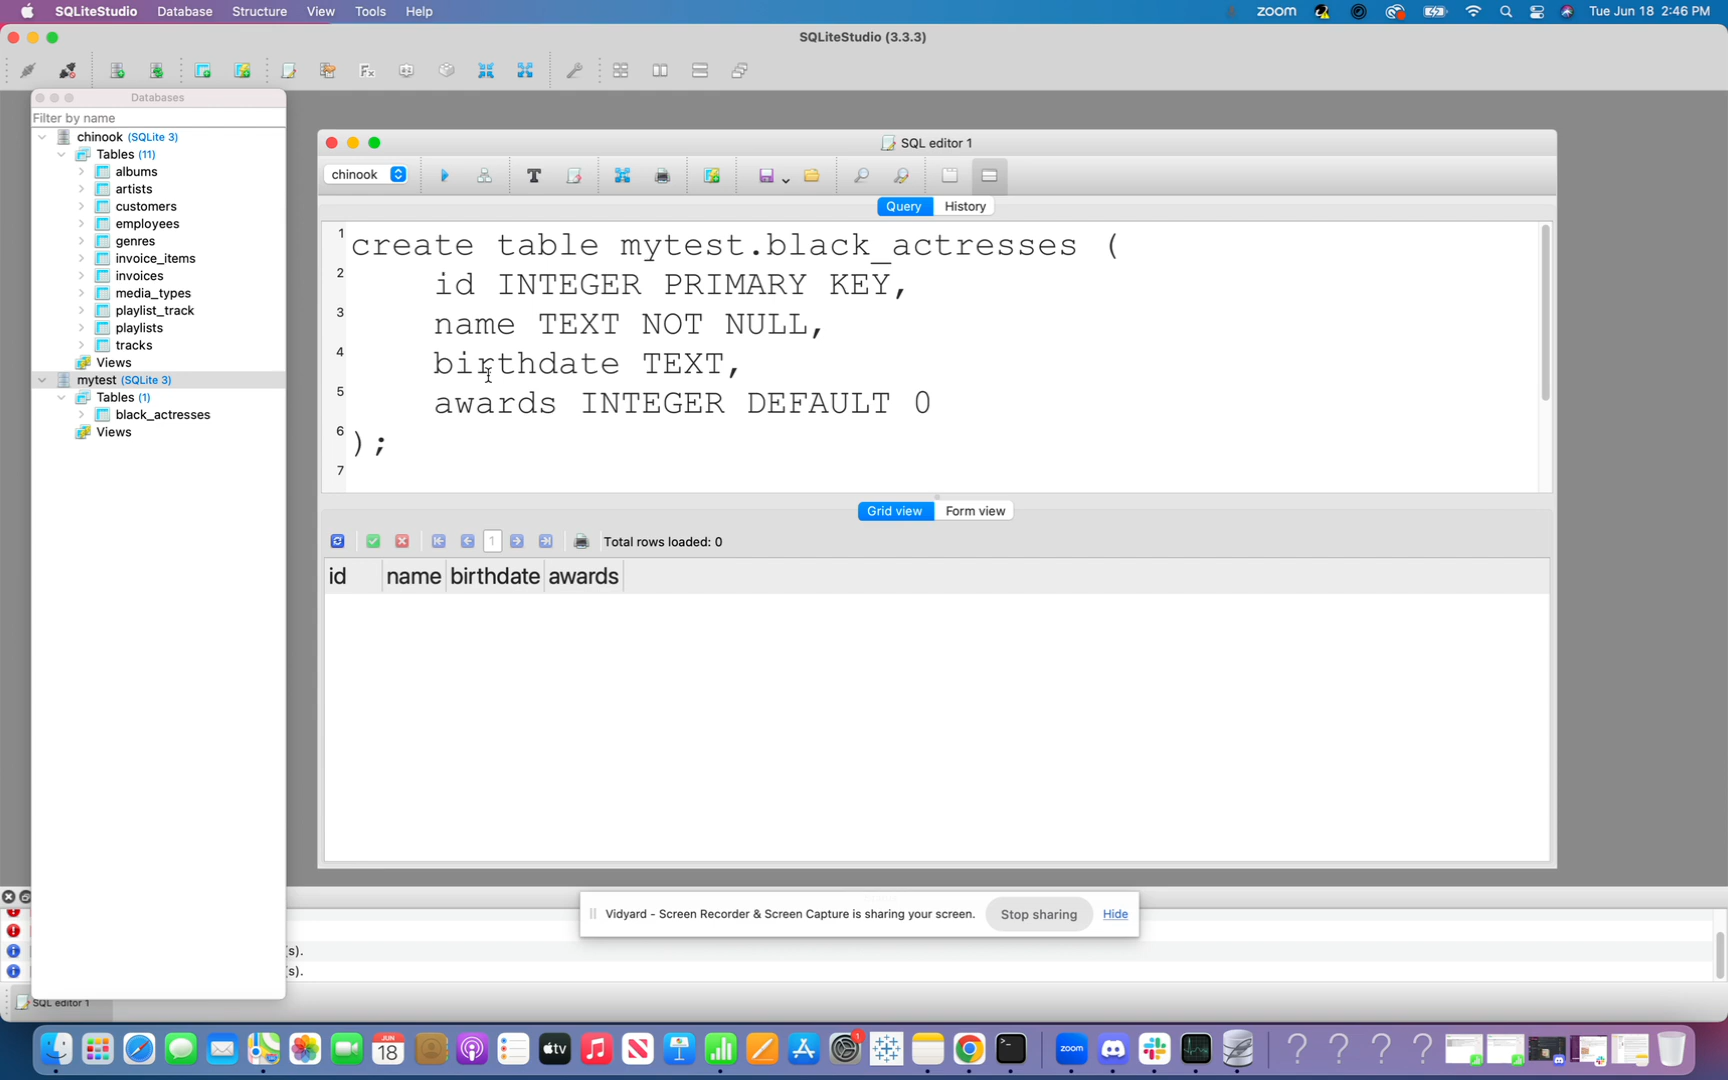 SQLiteStudio Database Structure View Tools Help
zoom Tue Jun 18 2:46 PM
SQLiteStudio (3.3.3)
Databases
Filter by name
chinook (SQLite 3)
Tables (11)
albums
artists
customers
employees
genres
invoice_items
invoices
media_types
playlist_track
playlists
tracks
Views
mytest (SQLite 3)
Tables (1)
black_actresses
Views
SQL editor 1
chinook
Query History
1 create table mytest.black_actresses (
2 id INTEGER PRIMARY KEY,
3 name TEXT NOT NULL,
4 birthdate TEXT,
5 awards INTEGER DEFAULT 0
6 );
7
Grid view Form view
1 Total rows loaded: 0
id name birthdate awards
Vidyard - Screen Recorder & Screen Capture is sharing your screen. Stop sharing Hide
(s).
(s).
SQL editor 1
JUN
18
tv
1
zoom